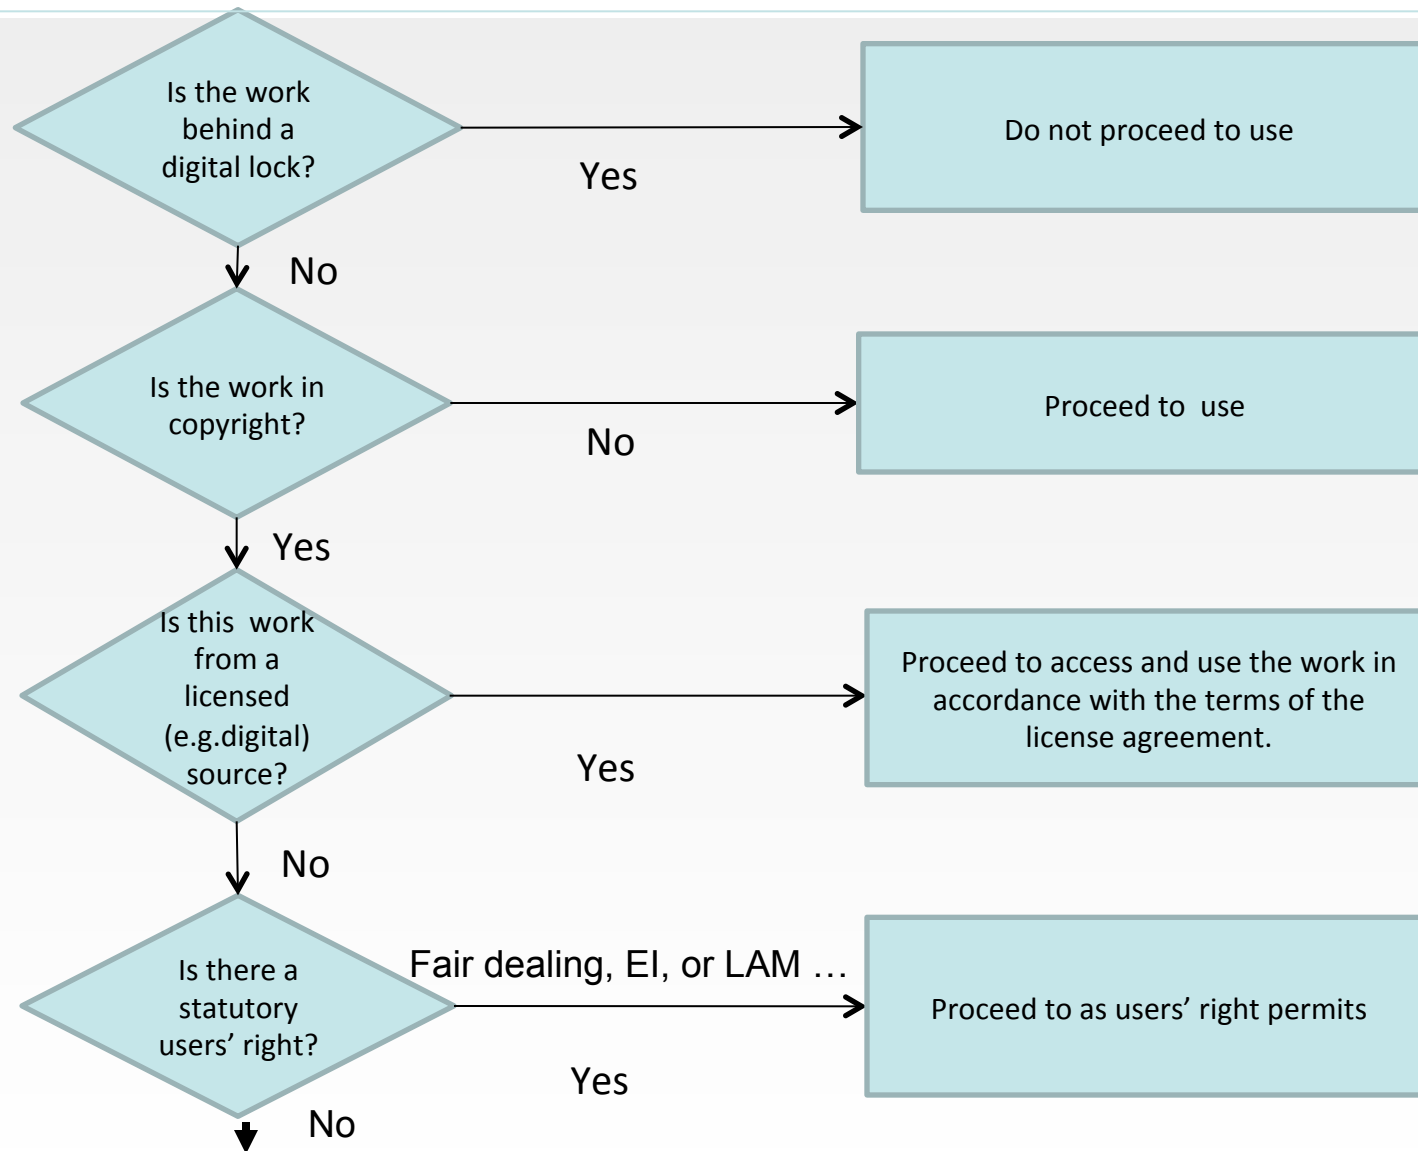 Is the work
behind a
digital lock?
Yes
Do not proceed to use
No
Is the work in
copyright?
No
Proceed to  use
Yes
Is this  work
from a
licensed
(e.g.digital)
source?
Yes
Proceed to access and use the work in
accordance with the terms of the
license agreement.
No
Is there a
statutory
users’ right?
Fair dealing, EI, or LAM …
Yes
Proceed to as users’ right permits
No